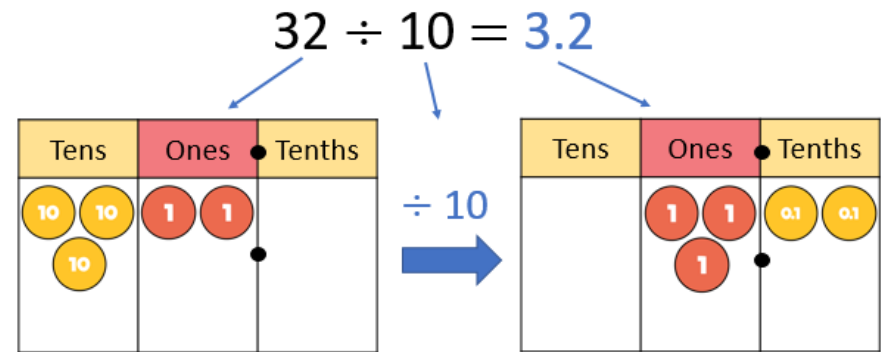 32 ÷ 10 = 3.2
Tens Ones Tenths
10 10 1 1
10
÷ 10
Tens Ones Tenths
1 1 0.1 0.1
1